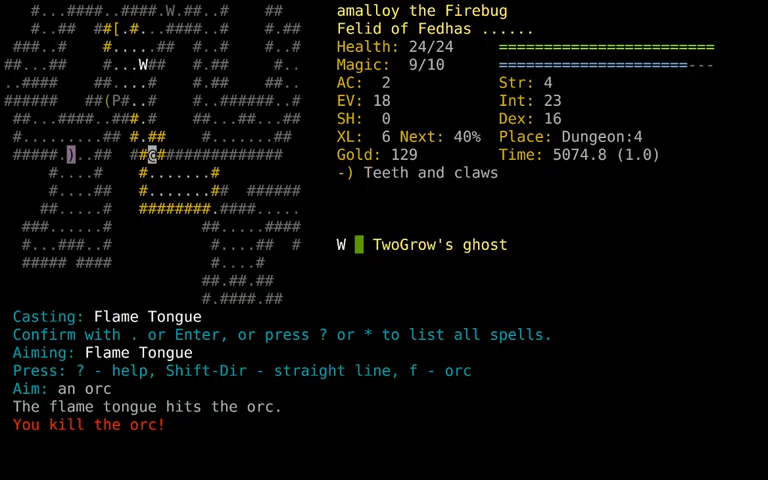 amalloy the Firebug
Felid of Fedhas ......
Health: 24/24
Magic: 9/10
AC: 2 Str: 4
EV: 18 Int: 23
SH: 0 Dex: 16
XL: 6 Next: 40% Place: Dungeon:4
Gold: 129 Time: 5074.8 (1.0)
-) Teeth and claws
W TwoGrow's ghost
Casting: Flame Tongue
Confirm with . or Enter, or press ? or * to list all spells.
Aiming: Flame Tongue
Press: ? - help, Shift-Dir - straight line, f - orc
Aim: an orc
The flame tongue hits the orc.
You kill the orc!